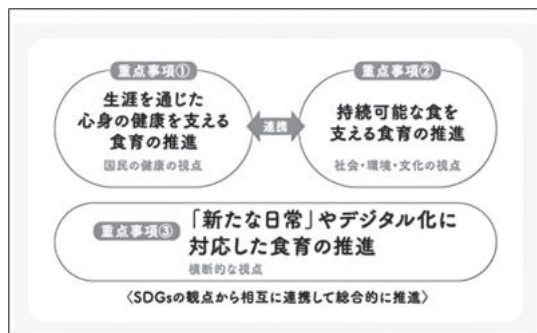 重点事項①
生涯を通じた
心身の健康を支える
食育の推進
国民の健康の視点
連携
重点事項②
持続可能な食を
支える食育の推進
社会・環境・文化の視点
重点事項③
「新たな日常」やデジタル化に
対応した食育の推進
横断的な視点
〈SDGsの観点から相互に連携して総合的に推進〉